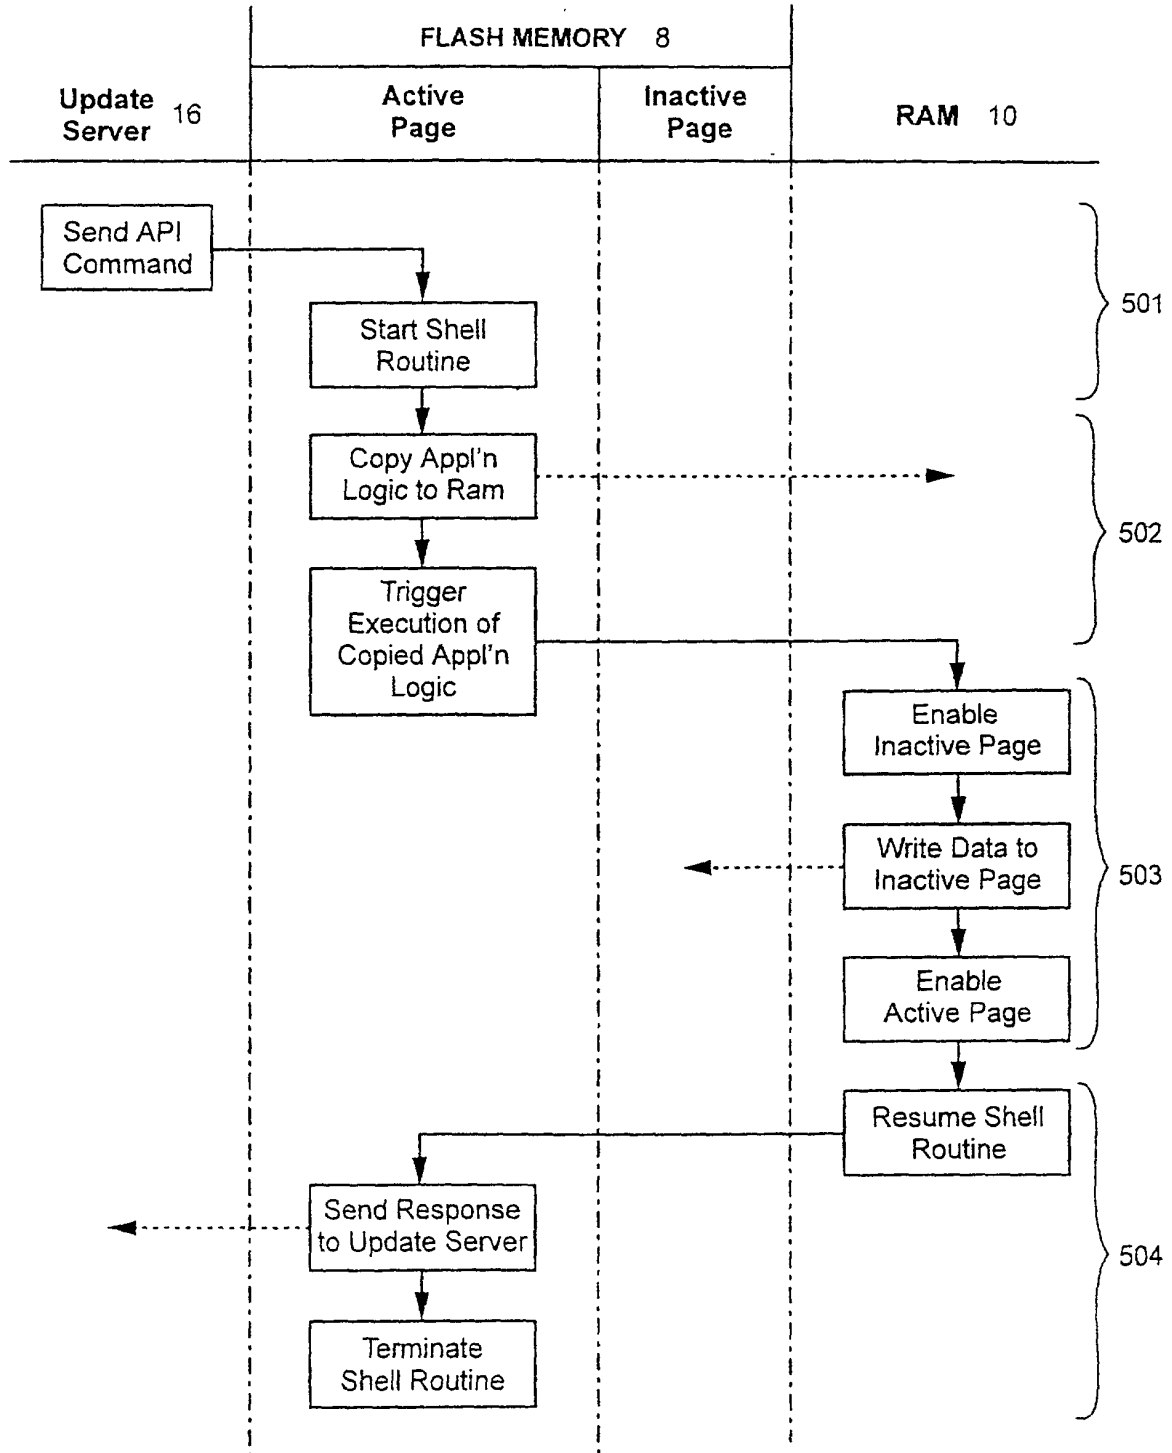 FLASH MEMORY 8
Update
Server 16
Active
Page
Inactive
Page
RAM 10
Send API
Command
501
Start Shell
Routine
Copy Appl'n
Logic to Ram
502
Trigger
Execution of
Copied Appl'n
Logic
Enable
Inactive Page
Write Data to
Inactive Page
503
Enable
Active Page
Resume Shell
Routine
Send Response
to Update Server
504
Terminate
Shell Routine